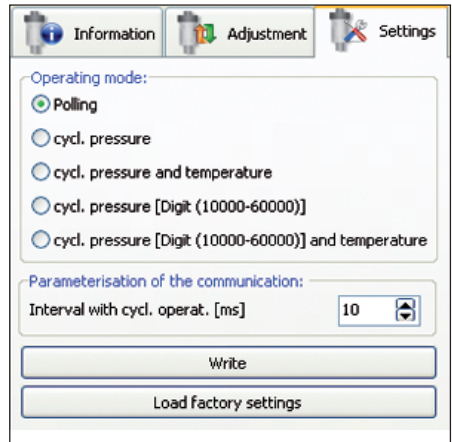 Information Adjustment Settings
Operating mode:
Polling
cycl. pressure
cycl. pressure and temperature
cycl. pressure [Digit (10000-60000)]
cycl. pressure [Digit (10000-60000)] and temperature
Parameterisation of the communication:
Interval with cycl. operat. [ms] 10
Write
Load factory settings